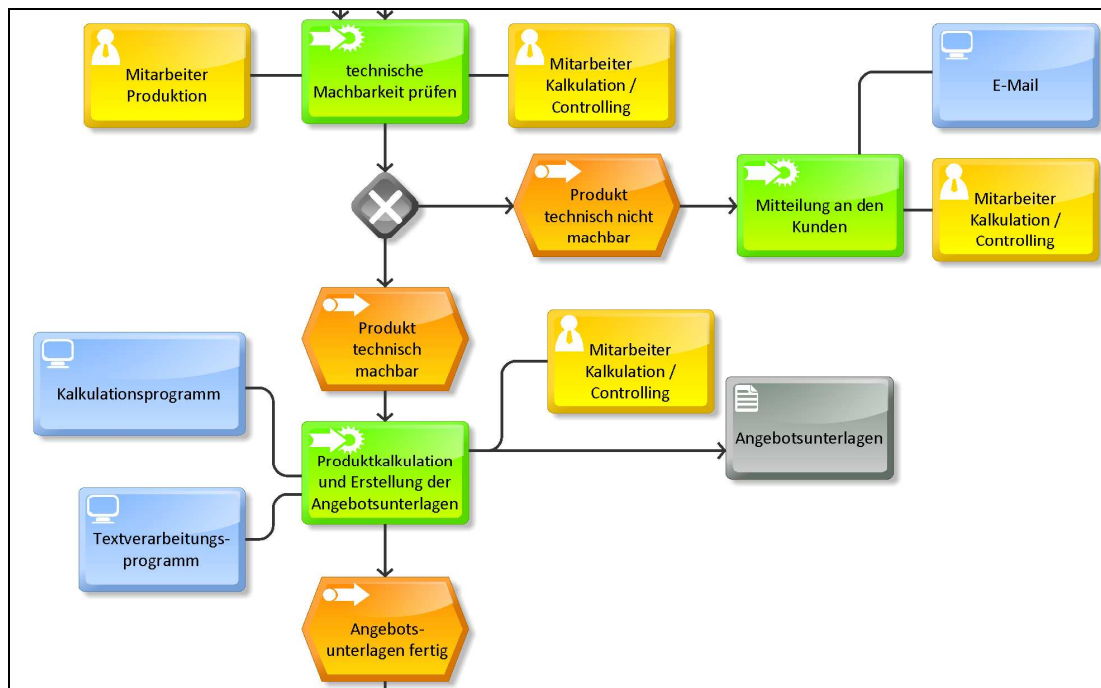 Mitarbeiter
Produktion
technische
Machbarkeit prüfen
Mitarbeiter
Kalkulation /
Controlling
E-Mail
Produkt
technisch nicht
machbar
Mitteilung an den
Kunden
Mitarbeiter
Kalkulation /
Controlling
Produkt
technisch
machbar
Kalkulationsprogramm
Mitarbeiter
Kalkulation /
Controlling
Angebotsunterlagen
Produktkalkulation
und Erstellung der
Angebotsunterlagen
Textverarbeitungs-
programm
Angebots-
unterlagen fertig